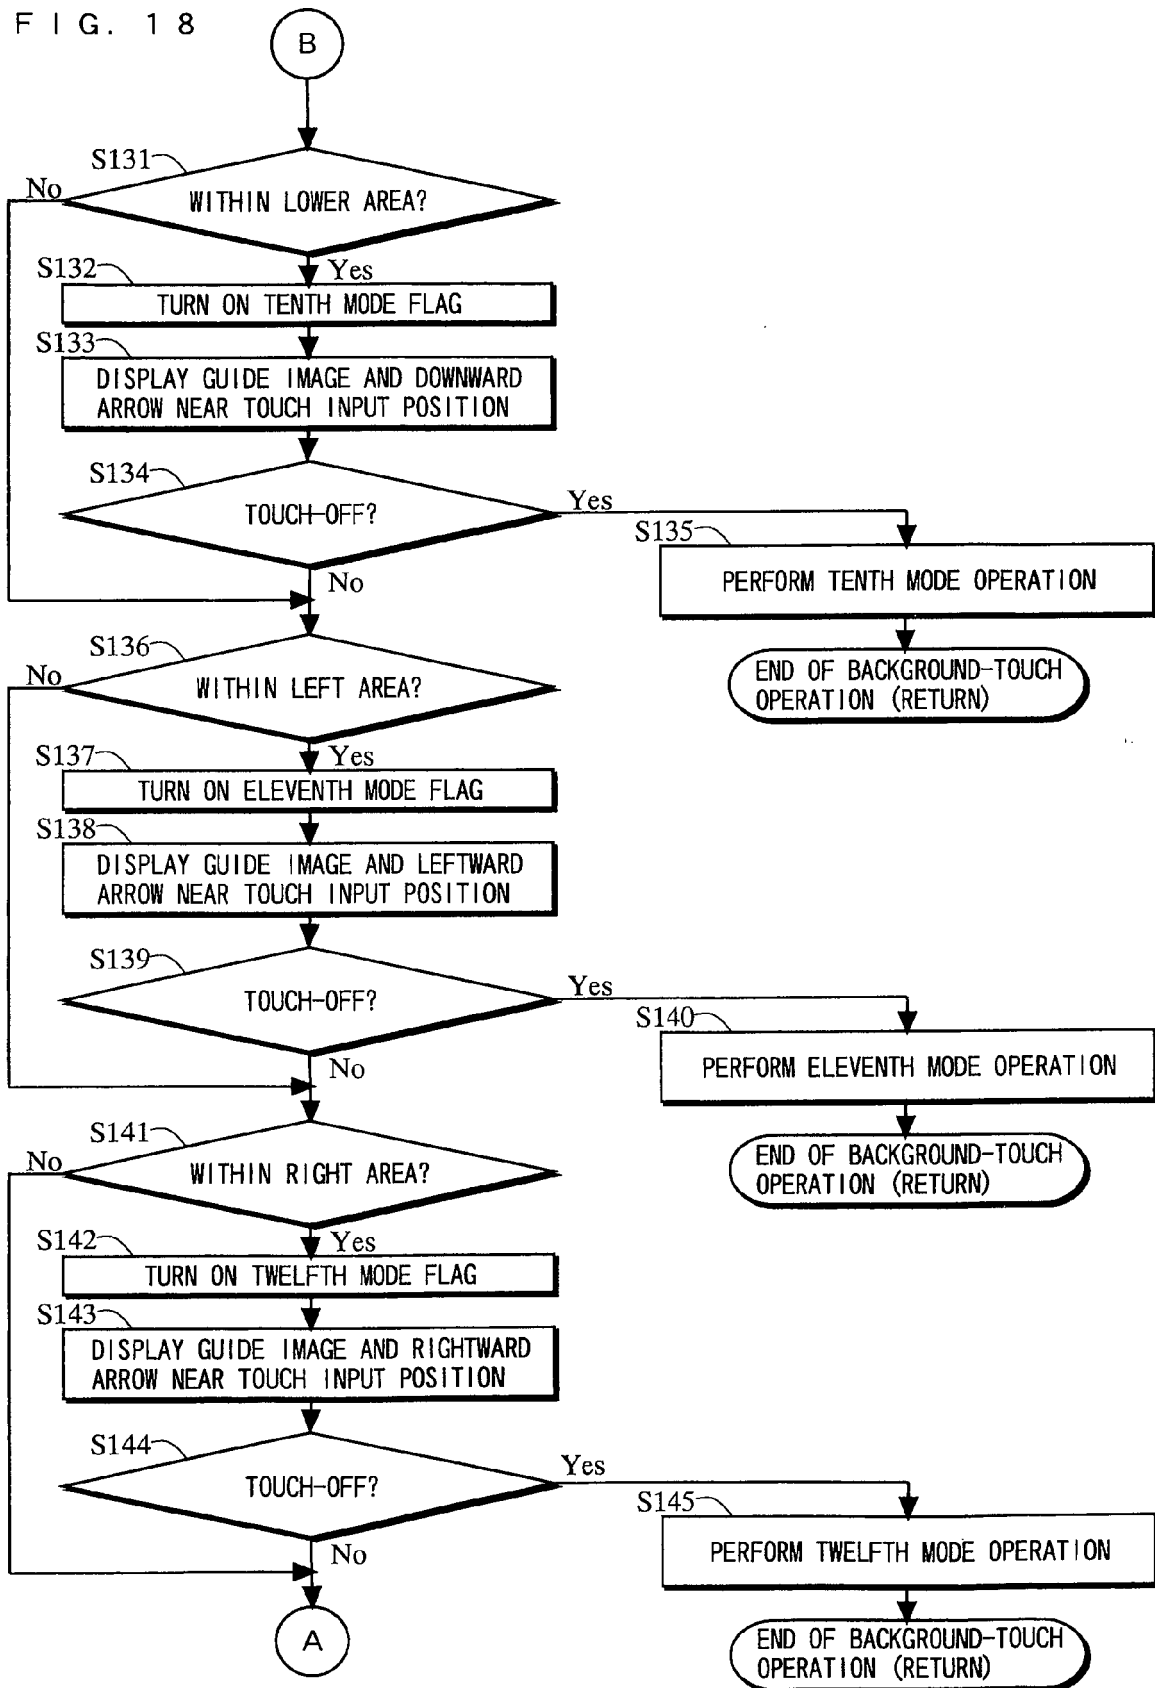 FIG. 18
B
S131
No
WITHIN LOWER AREA?
S132
Yes
TURN ON TENTH MODE FLAG
S133
DISPLAY GUIDE IMAGE AND DOWNWARD
ARROW NEAR TOUCH INPUT POSITION
S134
TOUCH-OFF?
Yes
S135
PERFORM TENTH MODE OPERATION
No
END OF BACKGROUND-TOUCH
OPERATION (RETURN)
S136
No
WITHIN LEFT AREA?
S137
Yes
TURN ON ELEVENTH MODE FLAG
S138
DISPLAY GUIDE IMAGE AND LEFTWARD
ARROW NEAR TOUCH INPUT POSITION
S139
TOUCH-OFF?
Yes
S140
PERFORM ELEVENTH MODE OPERATION
No
END OF BACKGROUND-TOUCH
OPERATION (RETURN)
S141
No
WITHIN RIGHT AREA?
S142
Yes
TURN ON TWELFTH MODE FLAG
S143
DISPLAY GUIDE IMAGE AND RIGHTWARD
ARROW NEAR TOUCH INPUT POSITION
S144
TOUCH-OFF?
Yes
S145
PERFORM TWELFTH MODE OPERATION
No
END OF BACKGROUND-TOUCH
OPERATION (RETURN)
A